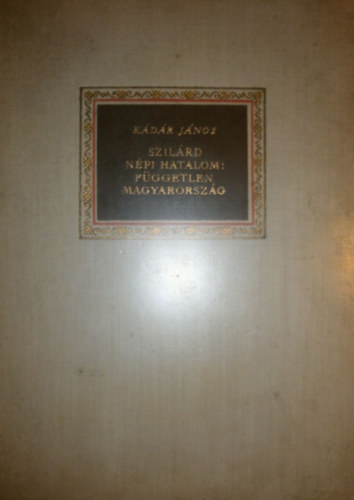 KÁDÁR JÁNOS
SZILÁRD
NÉPI HATALOM:
FÜGGETLEN
MAGYARORSZÁG